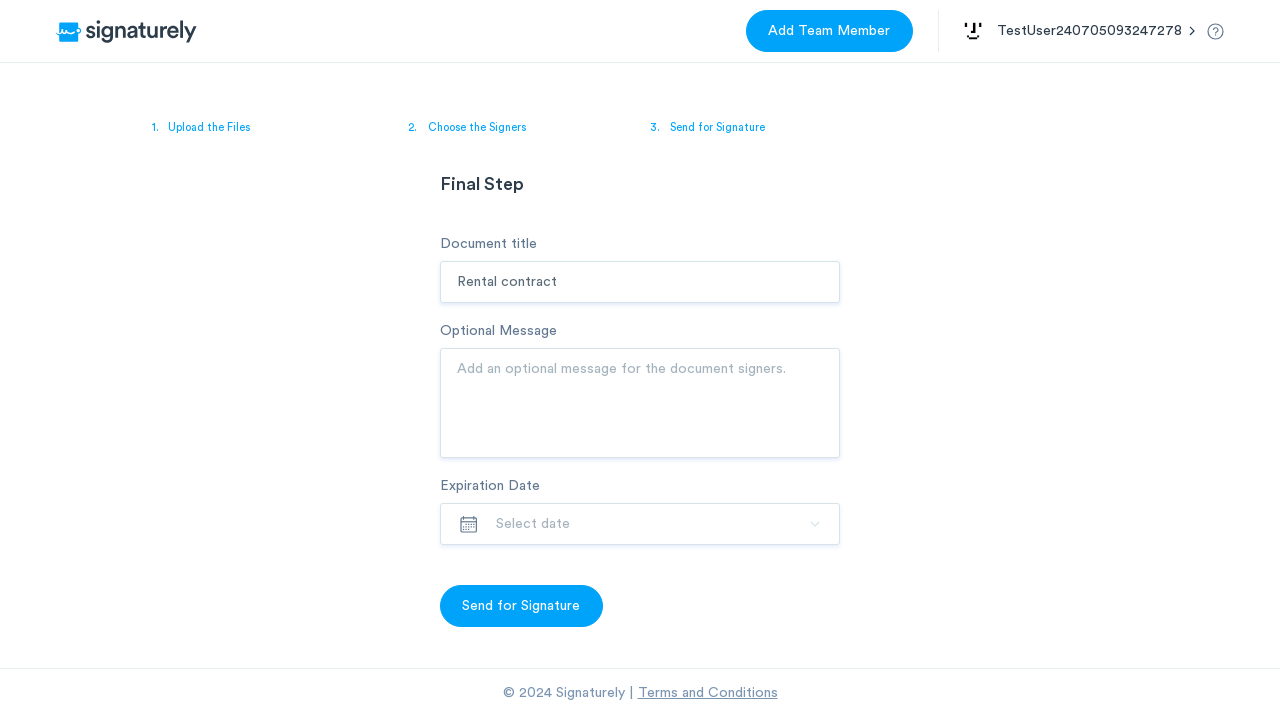 signaturely
Add Team Member
TestUser240705093247278
1. Upload the Files
2. Choose the Signers
3. Send for Signature
Final Step
Document title
Rental contract
Optional Message
Add an optional message for the document signers.
Expiration Date
Select date
Send for Signature
© 2024 Signaturely | Terms and Conditions